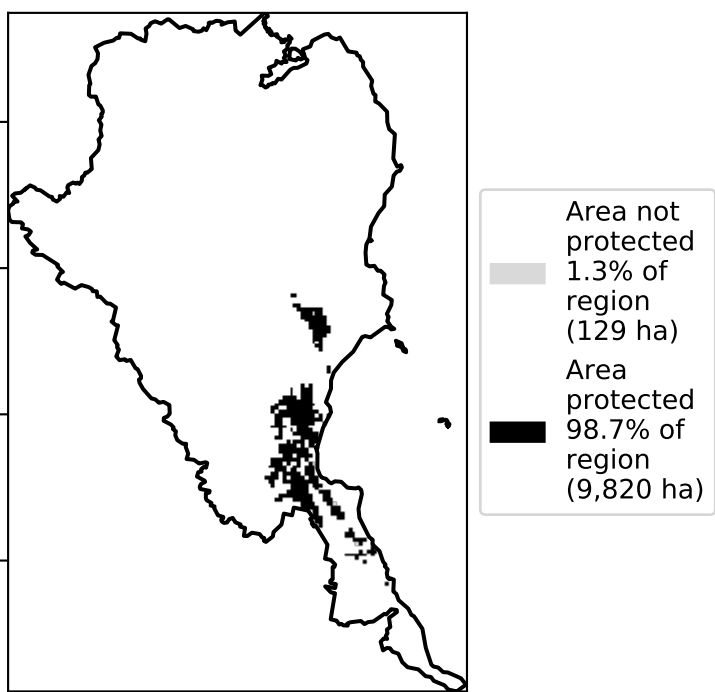 Area not
protected
1.3% of
region
(129 ha)
Area
protected
98.7% of
region
(9,820 ha)